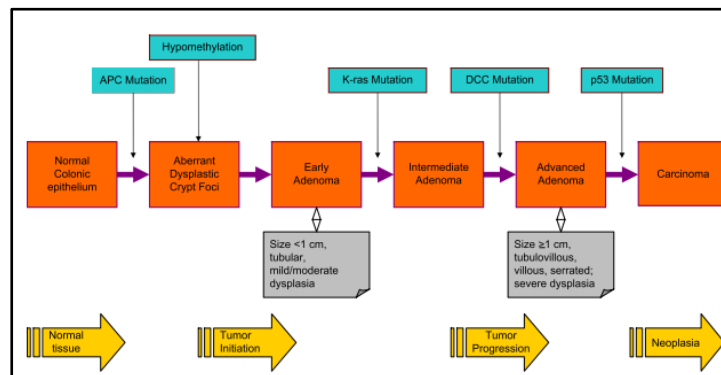 Hypomethylation
APC Mutation
K-ras Mutation
DCC Mutation
p53 Mutation
Normal
Colonic
epithelium
Aberrant
Dysplastic
Crypt Foci
Early
Adenoma
Intermediate
Adenoma
Advanced
Adenoma
Carcinoma
Size <1 cm,
tubular,
mild/moderate
dysplasia
Size ≥1 cm,
tubulovillous,
villous, serrated;
severe dysplasia
Normal
tissue
Tumor
Initiation
Tumor
Progression
Neoplasia